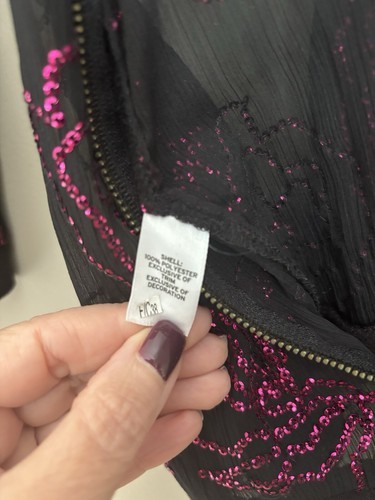 SHELL:
100% POLYESTER
EXCLUSIVE OF
TRIM
EXCLUSIVE OF
DECORATION